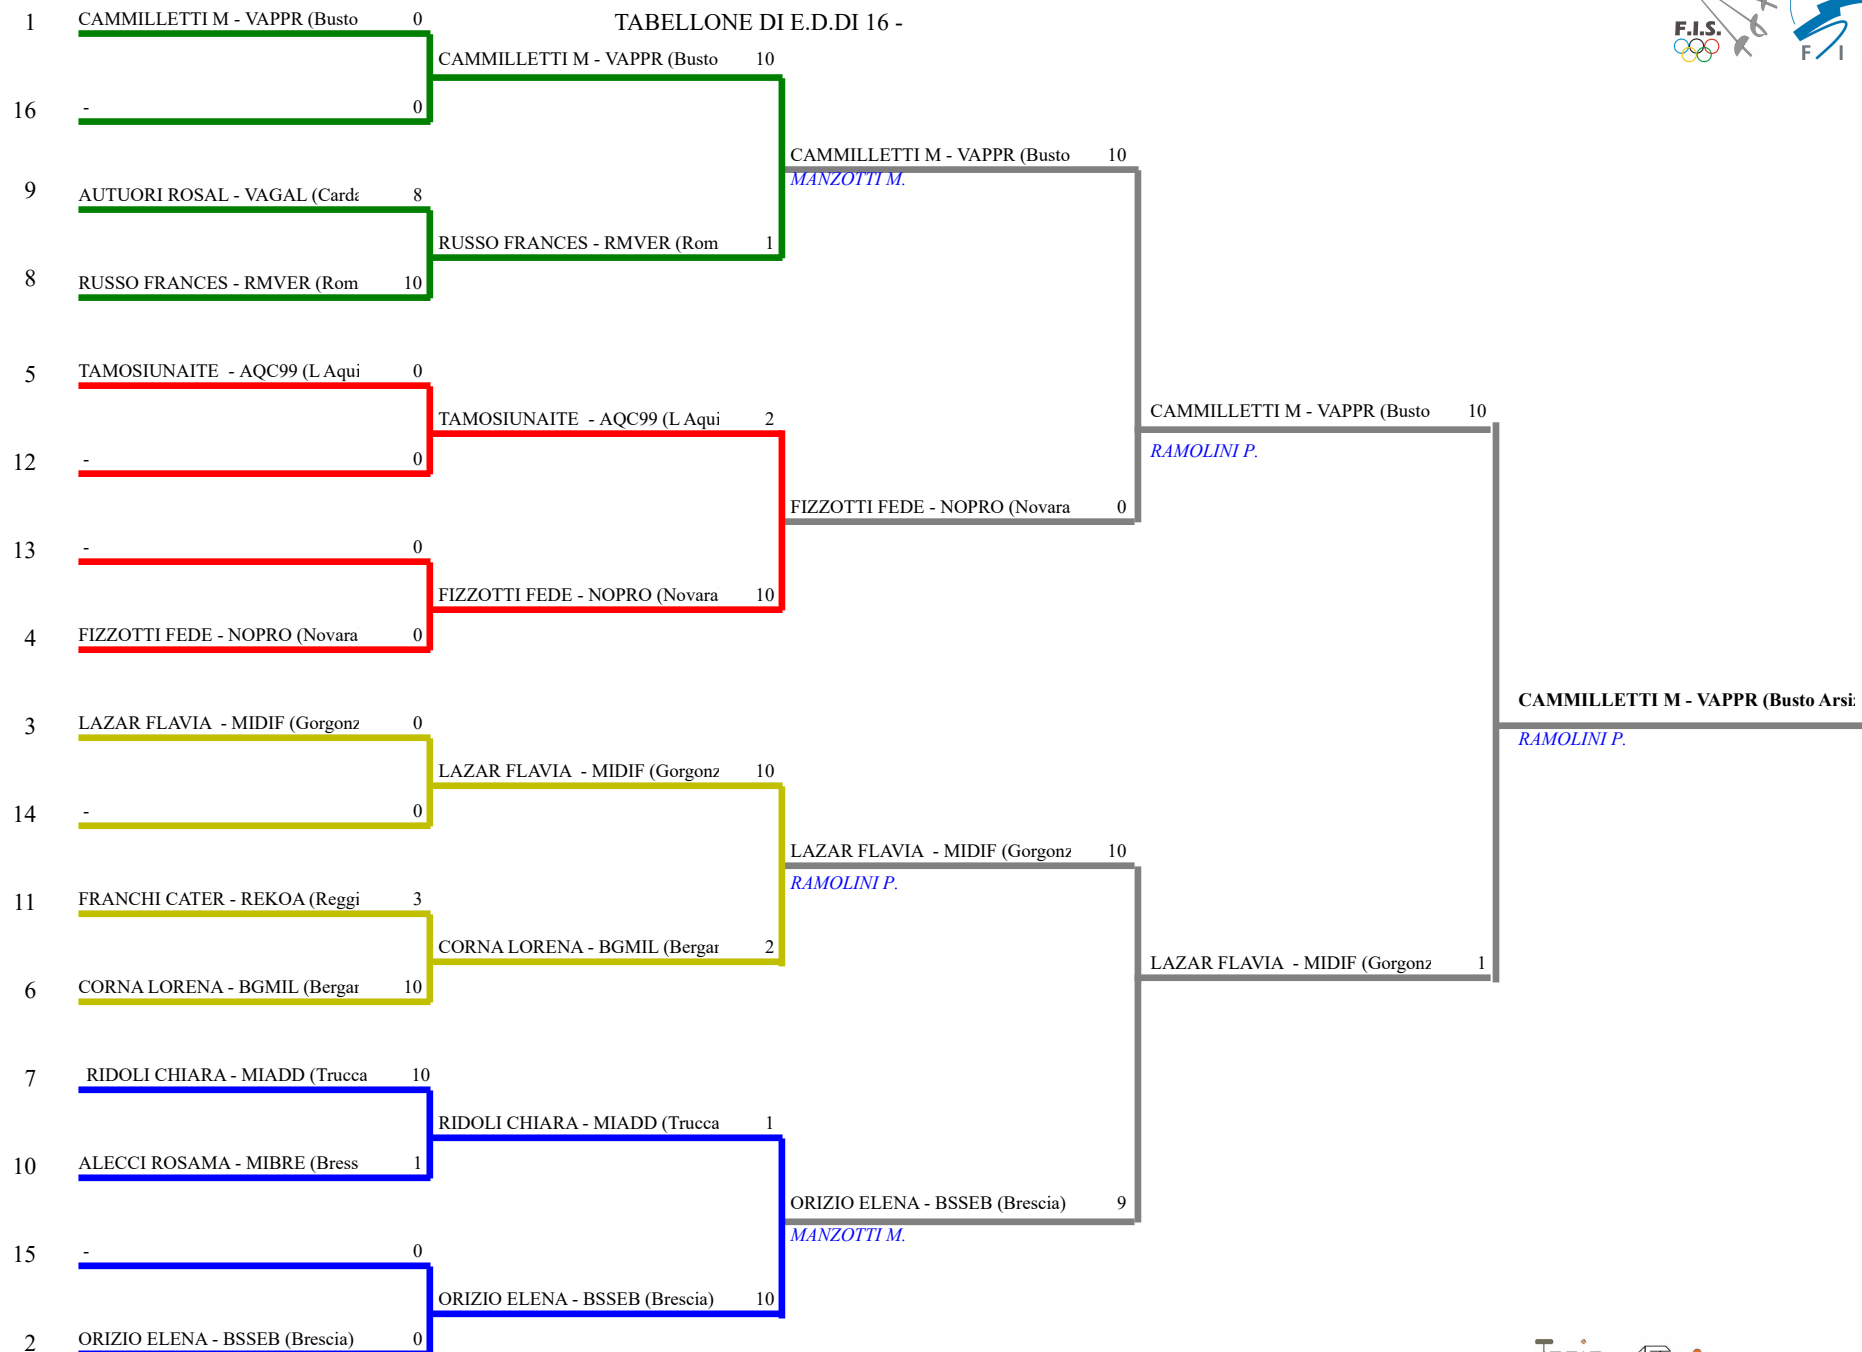 TABELLONE DI E.D.DI 16 -
F.I.S.
F I
1 CAMMILLETTI M - VAPPR (Busto 0
CAMMILLETTI M - VAPPR (Busto 10
16 - 0
CAMMILLETTI M - VAPPR (Busto 10
MANZOTTI M.
9 AUTUORI ROSAL - VAGAL (Carda 8
RUSSO FRANCES - RMVER (Rom 1
8 RUSSO FRANCES - RMVER (Rom 10
5 TAMOSIUNAITE - AQC99 (L Aqui 0
TAMOSIUNAITE - AQC99 (L Aqui 2
CAMMILLETTI M - VAPPR (Busto 10
RAMOLINI P.
12 - 0
FIZZOTTI FEDE - NOPRO (Novara 0
13 - 0
FIZZOTTI FEDE - NOPRO (Novara 10
4 FIZZOTTI FEDE - NOPRO (Novara 0
CAMMILLETTI M - VAPPR (Busto Arsi
RAMOLINI P.
3 LAZAR FLAVIA - MIDIF (Gorgonz 0
LAZAR FLAVIA - MIDIF (Gorgonz 10
14 - 0
LAZAR FLAVIA - MIDIF (Gorgonz 10
RAMOLINI P.
11 FRANCHI CATER - REKOA (Reggi 3
CORNA LORENA - BGMIL (Bergar 2
LAZAR FLAVIA - MIDIF (Gorgonz 1
6 CORNA LORENA - BGMIL (Bergar 10
7 RIDOLI CHIARA - MIADD (Trucca 10
RIDOLI CHIARA - MIADD (Trucca 1
10 ALECCI ROSAMA - MIBRE (Bress 1
ORIZIO ELENA - BSSEB (Brescia) 9
MANZOTTI M.
15 - 0
ORIZIO ELENA - BSSEB (Brescia) 10
2 ORIZIO ELENA - BSSEB (Brescia) 0